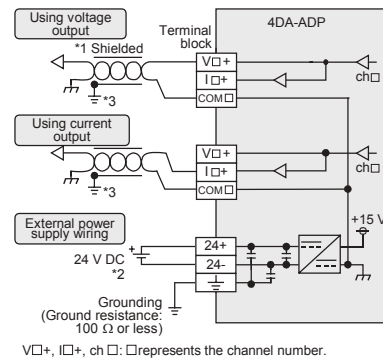 Using voltage
output
*1 Shielded
Terminal
block
4DA-ADP
V□+
I□+
COM□
ch□
*3
Using current
output
V□+
I□+
COM□
ch□
*3
External power
supply wiring
24 V DC
*2
24+
24-
+15 V
Grounding
(Ground resistance:
100 Ω or less)
V□+, I□+, ch □: □represents the channel number.